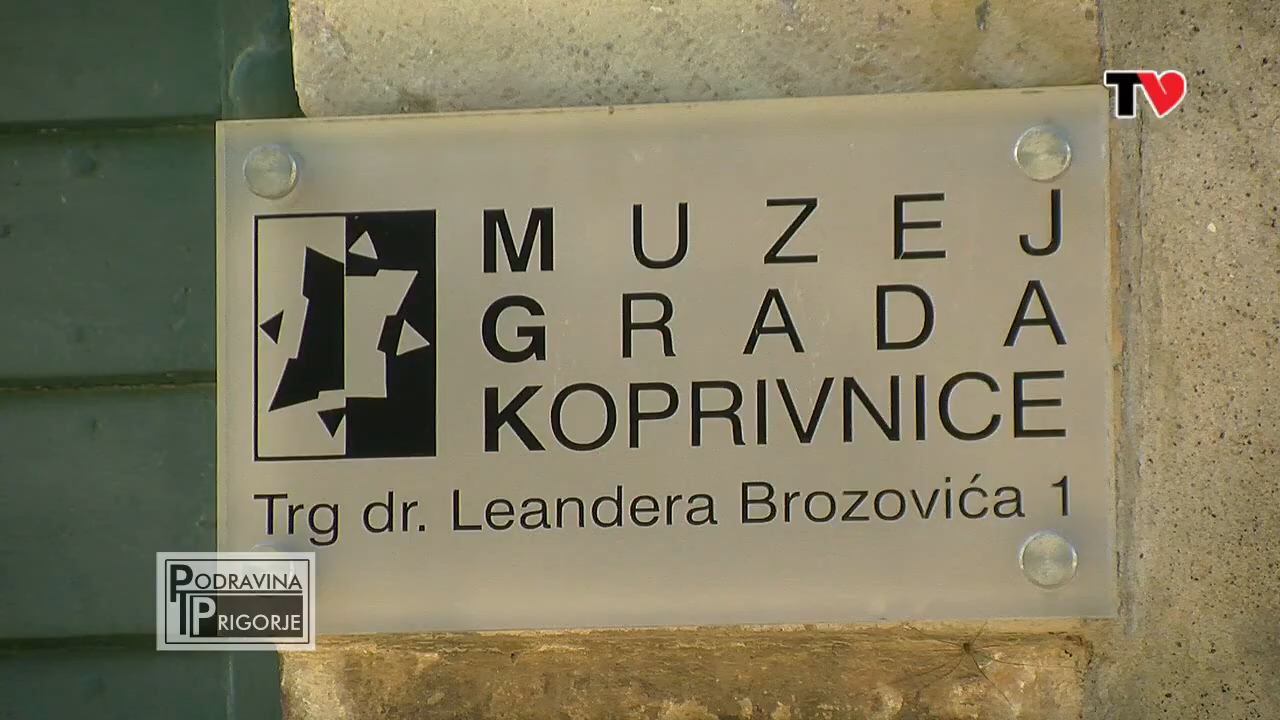 TV
MUZEJ
GRADA
KOPRIVNICE
Trg dr. Leandera Brozovića 1
PODRAVINA
I PRIGORJE